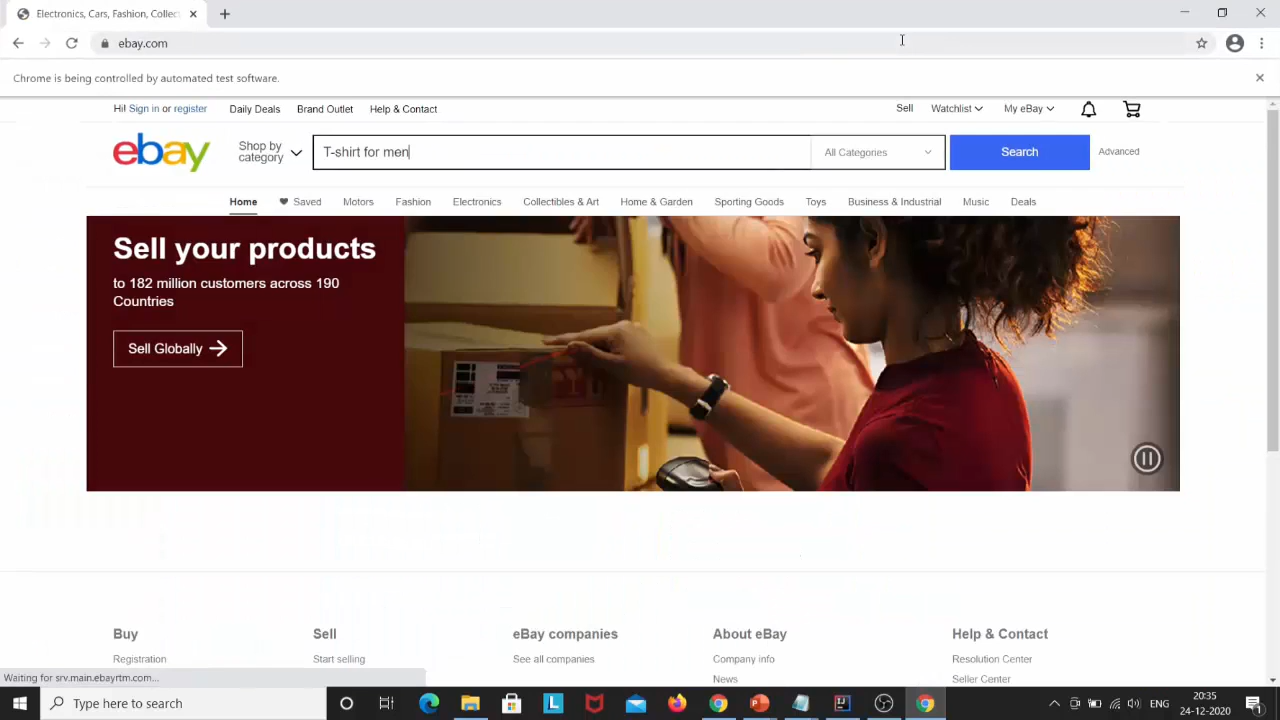 Electronics, Cars, Fashion, Collec
ebay.com
Chrome is being controlled by automated test software.
Hi! Sign in or register
Daily Deals
Brand Outlet
Help & Contact
Sell
Watchlist
My eBay
ebay
Shop by
category
T-shirt for men
All Categories
Search
Advanced
Home
Saved
Motors
Fashion
Electronics
Collectibles & Art
Home & Garden
Sporting Goods
Toys
Business & Industrial
Music
Deals
Sell your products
to 182 million customers across 190
Countries
Sell Globally
Buy
Sell
eBay companies
About eBay
Help & Contact
Registration
Start selling
See all companies
Company info
Resolution Center
News
Seller Center
Waiting for srv.main.ebayrtm.com...
Type here to search
ENG
20:35
24-12-2020